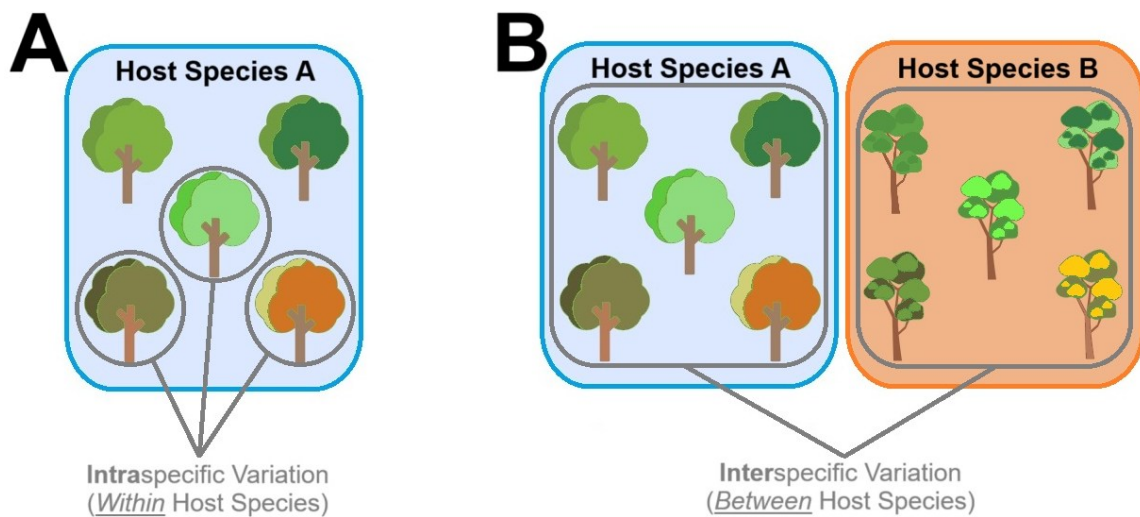 A
Host Species A
Intraspecific Variation
(Within Host Species)
B
Host Species A
Host Species B
Interspecific Variation
(Between Host Species)